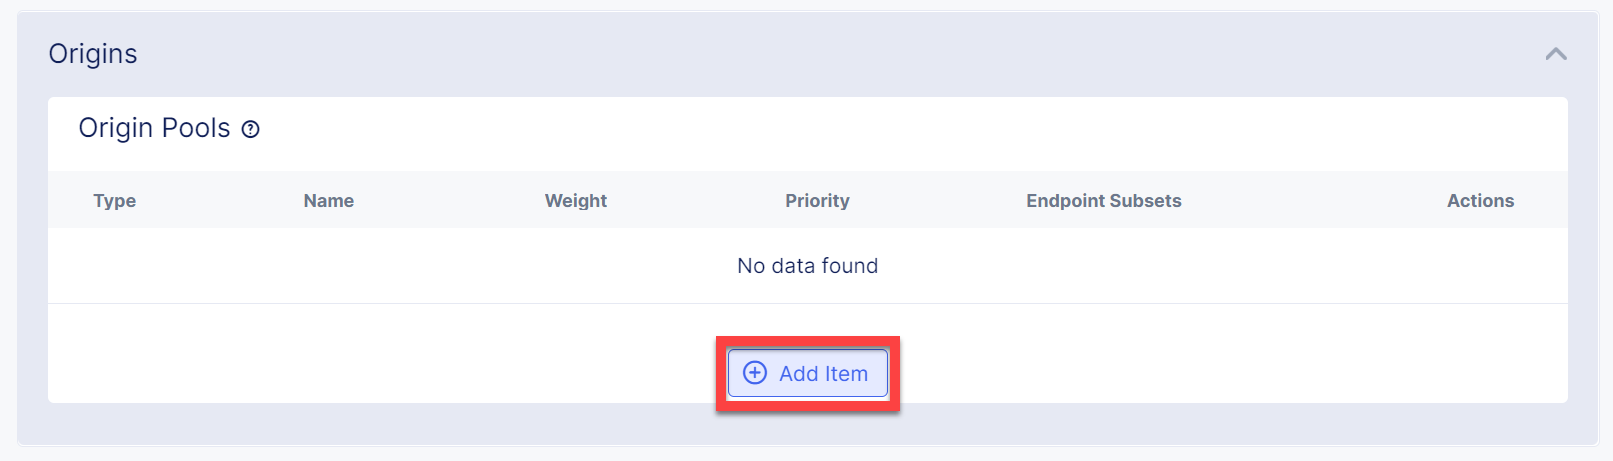 Origins
Origin Pools
Type Name Weight Priority Endpoint Subsets Actions
No data found
Add Item